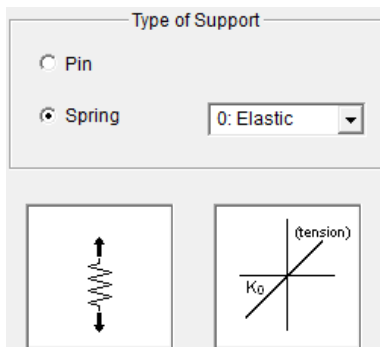 Type of Support
Pin
Spring
0: Elastic
(tension)
K0